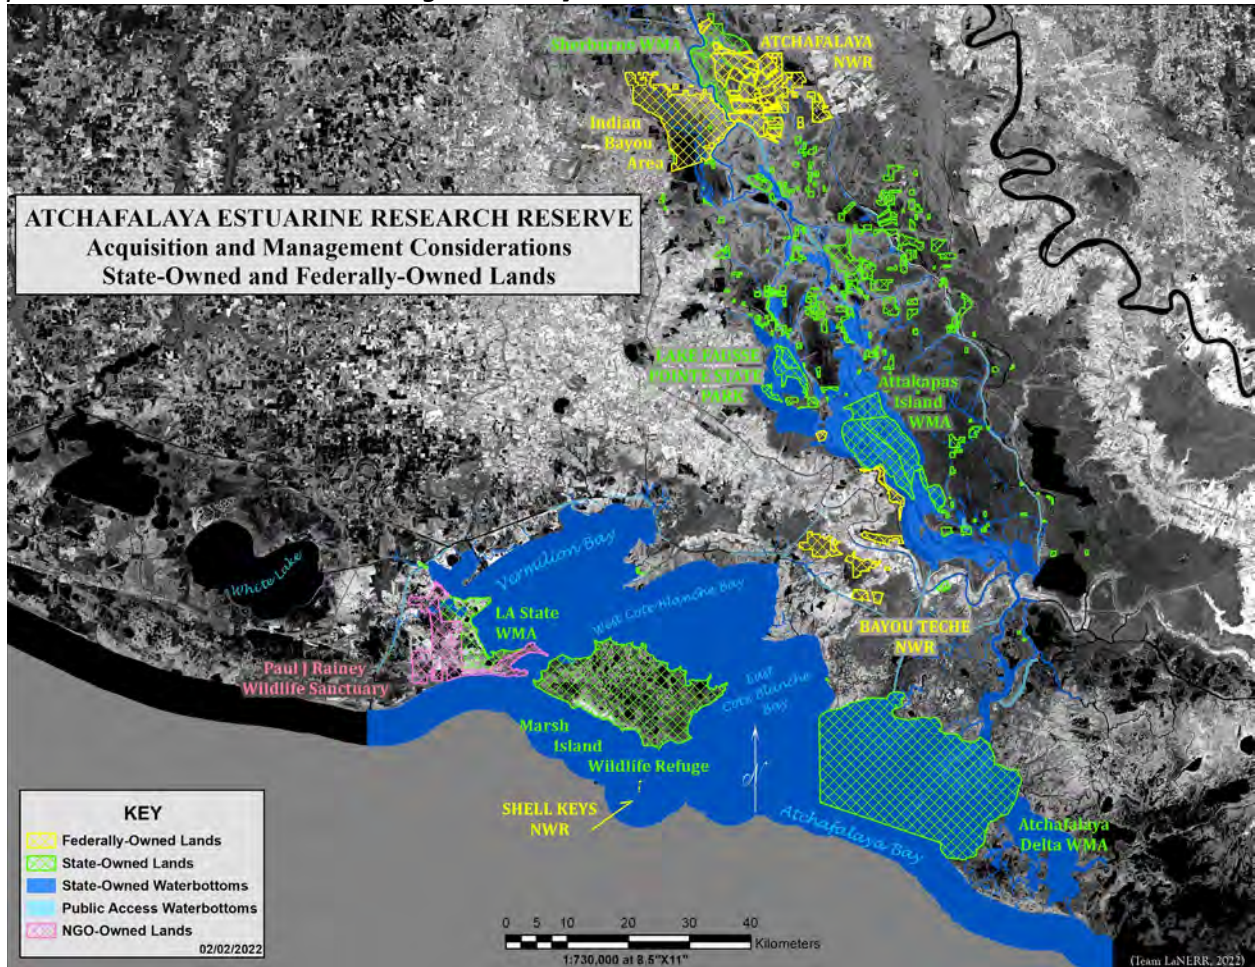 Sherburne WMA
ATCHAFALAYA
NWR
Indian
Bayou
Area
ATCHAFALAYA ESTUARINE RESEARCH RESERVE
Acquisition and Management Considerations
State-Owned and Federally-Owned Lands
LAKE FAUSSE
POINTE STATE
PARK
Attakapas
Island
WMA
White Lake
Vermilion Bay
West Cote Blanche Bay
LA State
WMA
BAYOU TECHE
NWR
Paul J Rainey
Wildlife Sanctuary
East
Cote Blanche
Bay
Marsh
Island
Wildlife Refuge
N
SHELL KEYS
NWR
Atchafalaya Bay
Atchafalaya
Delta WMA
KEY
Federally-Owned Lands
State-Owned Lands
State-Owned Waterbottoms
Public Access Waterbottoms
NGO-Owned Lands
02/02/2022
0 5 10 20 30 40
Kilometers
1:730,000 at 8.5"X11"
(Team LaNERR, 2022)